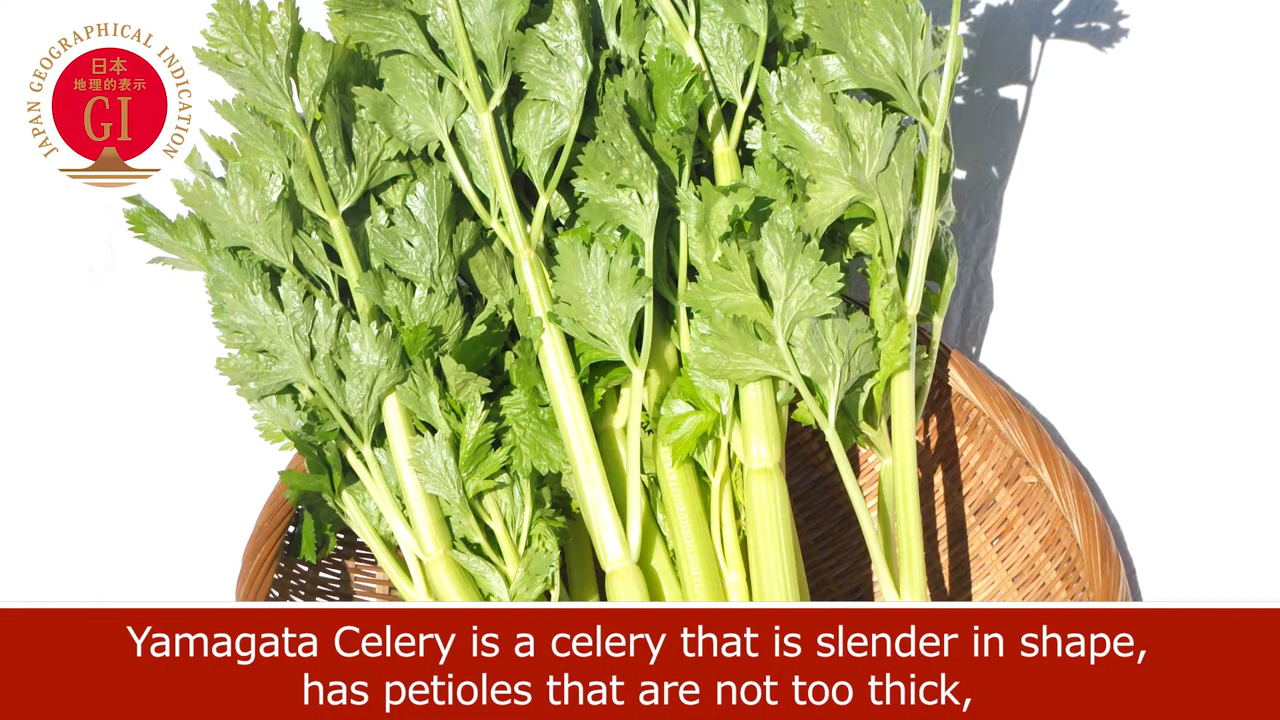 JAPAN GEOGRAPHICAL INDICATION
日本
地理的表示
GI
Yamagata Celery is a celery that is slender in shape,
has petioles that are not too thick,